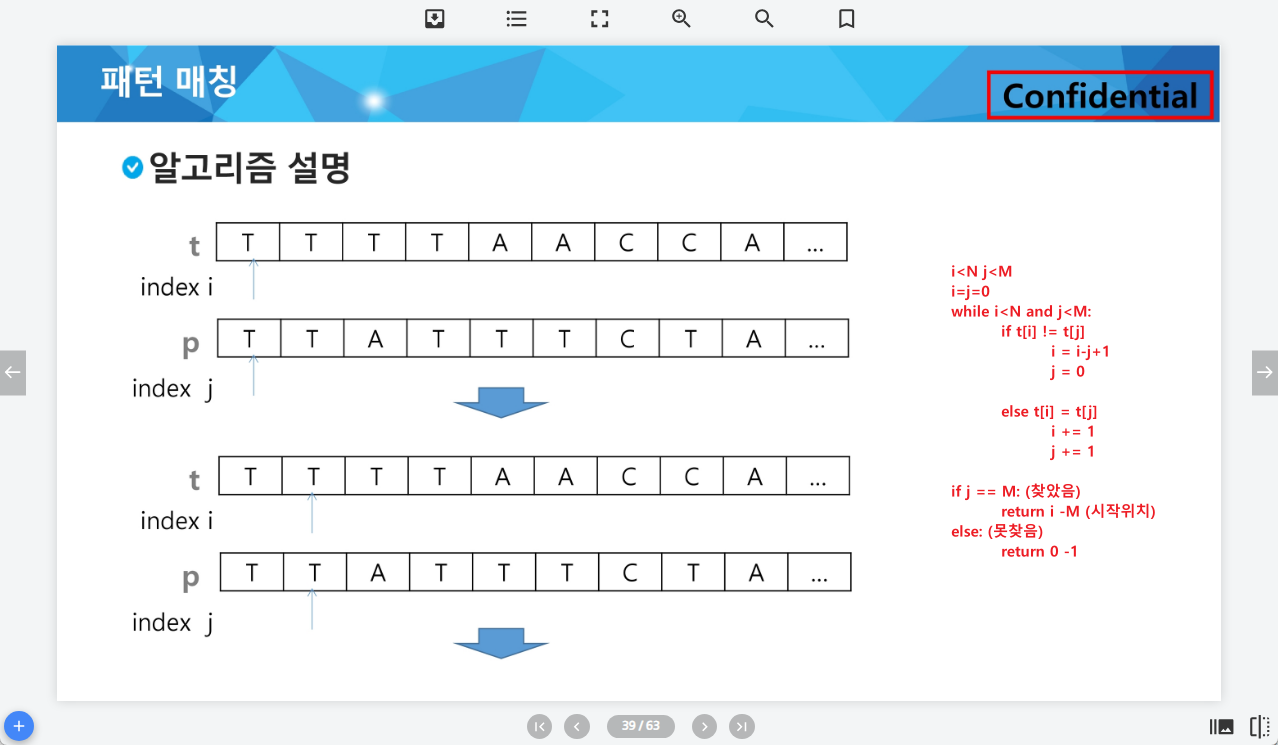 패턴 매칭
Confidential
알고리즘 설명
t T T T T A A C C A ...
index i
p T T A T T T C T A ...
index j
t T T T T A A C C A ...
index i
p T T A T T T C T A ...
index j
i<N j<M
i=j=0
while i<N and j<M:
if t[i] != t[j]
i = i-j+1
j = 0
else t[i] = t[j]
i += 1
j += 1
if j == M: (찾았음)
return i -M (시작위치)
else: (못찾음)
return 0 -1
39 / 63